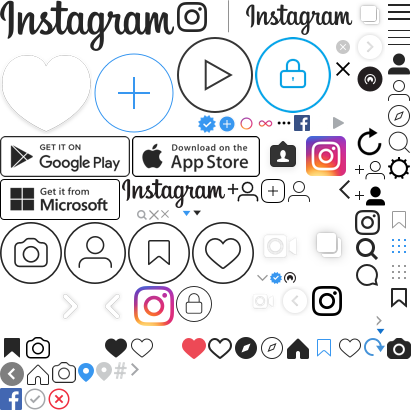 Instagram
Instagram
GET IT ON
Google Play
Download on the
App Store
Get it from
Microsoft
Instagram
#